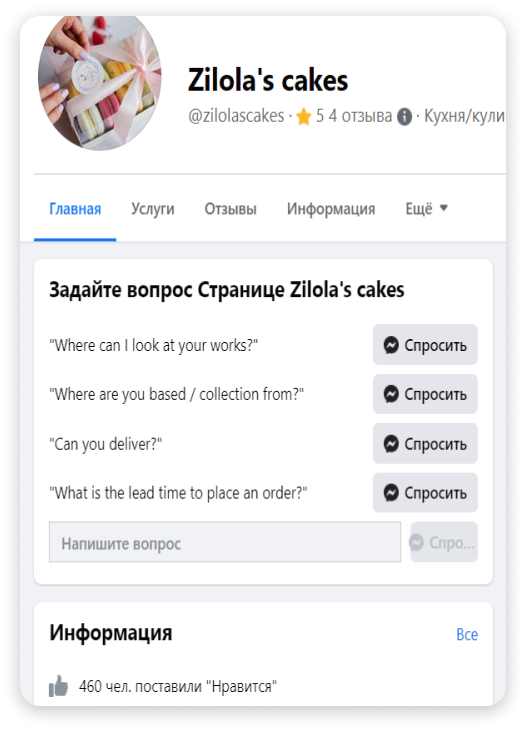 Zilola's cakes
@zilolascakes · 5 4 отзыва · Кухня/кули
Главная Услуги Отзывы Информация Ещё
Задайте вопрос Странице Zilola's cakes
"Where can I look at your works?" Спросить
"Where are you based / collection from?" Спросить
"Can you deliver?" Спросить
"What is the lead time to place an order?" Спросить
Напишите вопрос Спро...
Информация Все
460 чел. поставили "Нравится"